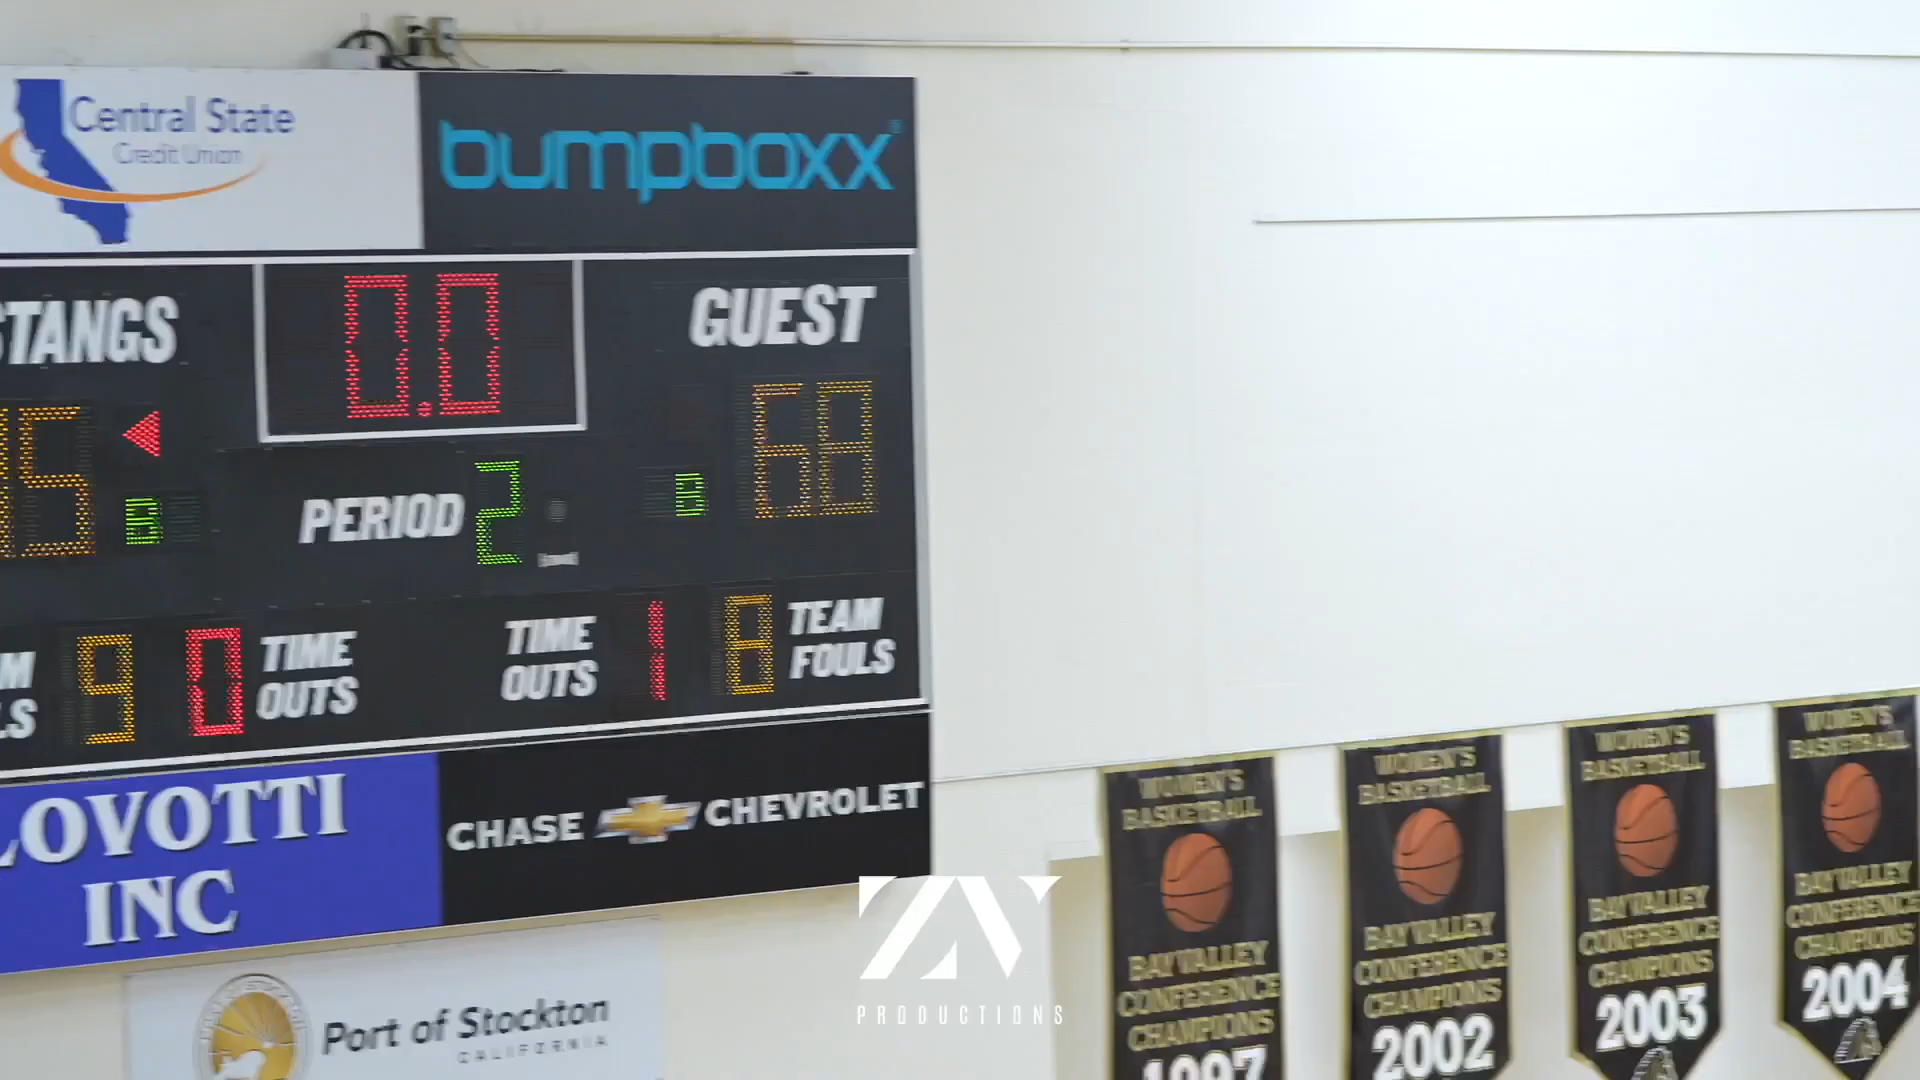 Central State
Credit Union
bumpboxx
STANGS
0.0
GUEST
15
68
B
PERIOD 2
B
9
0
TIME
OUTS
TIME
OUTS
1
8
TEAM
FOULS
LOVOTTI
INC
CHASE CHEVROLET
Port of Stockton
CALIFORNIA
PRODUCTIONS
WOMEN'S
BASKETBALL
BAY VALLEY
CONFERENCE
CHAMPIONS
1997
WOMEN'S
BASKETBALL
BAY VALLEY
CONFERENCE
CHAMPIONS
2002
WOMEN'S
BASKETBALL
BAY VALLEY
CONFERENCE
CHAMPIONS
2003
WOMEN'S
BASKETBALL
BAY VALLEY
CONFERENCE
CHAMPIONS
2004